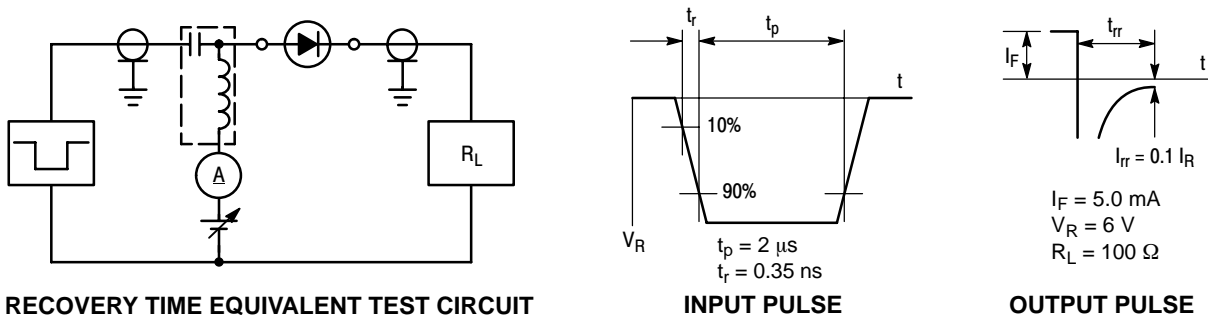 A
R_L
RECOVERY TIME EQUIVALENT TEST CIRCUIT
t_r
t_p
t
10%
90%
V_R
t_p = 2 μs
t_r = 0.35 ns
INPUT PULSE
t_rr
I_F
t
I_rr = 0.1 I_R
I_F = 5.0 mA
V_R = 6 V
R_L = 100 Ω
OUTPUT PULSE